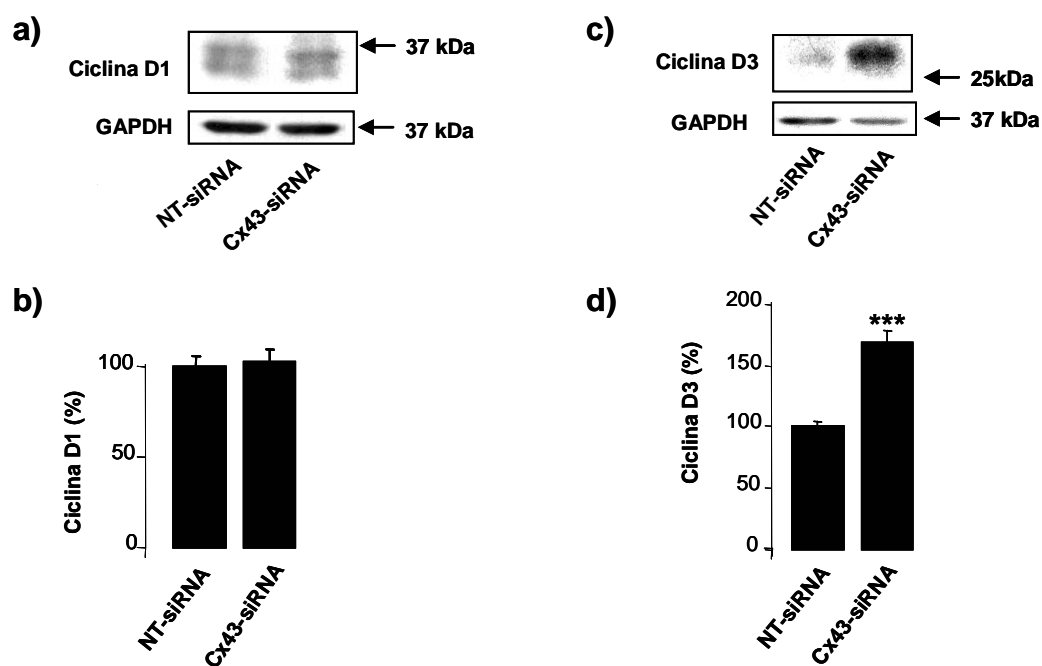 a)
Ciclina D1
37 kDa
GAPDH
37 kDa
NT-siRNA
Cx43-siRNA
c)
Ciclina D3
25kDa
GAPDH
37 kDa
NT-siRNA
Cx43-siRNA
b)
Ciclina D1 (%)
100
50
0
NT-siRNA
Cx43-siRNA
d)
Ciclina D3 (%)
200
150
100
50
0
***
NT-siRNA
Cx43-siRNA